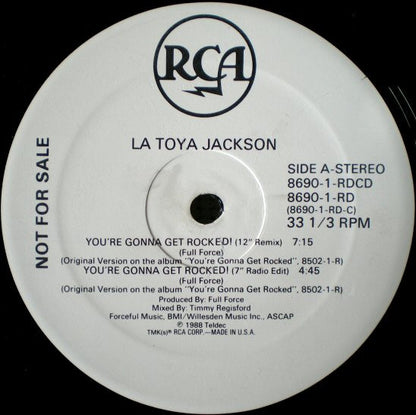 RCA
LA TOYA JACKSON
NOT FOR SALE
SIDE A-STEREO
8690-1-RDCD
8690-1-RD
(8690-1-RD-C)
33 1/3 RPM
YOU'RE GONNA GET ROCKED! (12" Remix) 7:15
(Full Force)
(Original Version on the album "You're Gonna Get Rocked", 8502-1-R)
YOU'RE GONNA GET ROCKED! (7" Radio Edit) 4:45
(Full Force)
(Original Version on the album "You're Gonna Get Rocked", 8502-1-R)
Produced By: Full Force
Mixed By: Timmy Regisford
Forceful Music, BMI/Willesden Music Inc., ASCAP
℗ 1988 Teldec
TMK(s) ® RCA CORP.—MADE IN U.S.A.